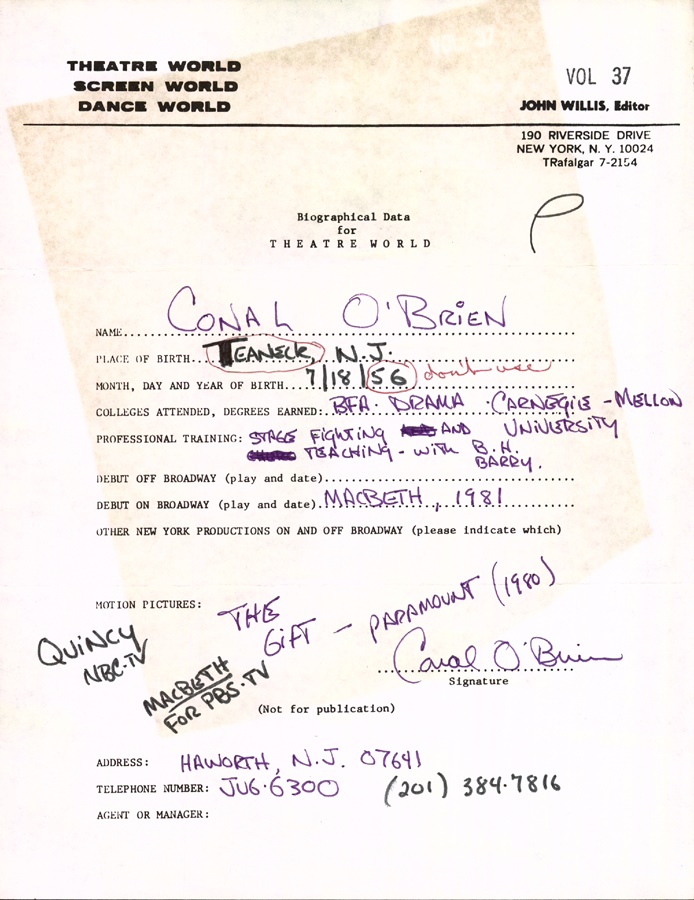 THEATRE WORLD
SCREEN WORLD
DANCE WORLD
VOL 37
JOHN WILLIS, Editor
190 RIVERSIDE DRIVE
NEW YORK, N. Y. 10024
TRafalgar 7-2154
Biographical Data
for
THEATRE WORLD
NAME CONAL O'BRIEN
PLACE OF BIRTH TEANECK, N.J.
MONTH, DAY AND YEAR OF BIRTH 7/18/56 don't use
COLLEGES ATTENDED, DEGREES EARNED: BFA. DRAMA · CARNEGIE - MELLON
UNIVERSITY
PROFESSIONAL TRAINING: STAGE FIGHTING AND
TEACHING - WITH B.H.
BARRY.
DEBUT OFF BROADWAY (play and date)
DEBUT ON BROADWAY (play and date) MACBETH, 1981
OTHER NEW YORK PRODUCTIONS ON AND OFF BROADWAY (please indicate which)
MOTION PICTURES: THE
GIFT - PARAMOUNT (1980)
QUINCY
NBC-TV
MACBETH
FOR PBS-TV
Conal O'Brien
Signature
(Not for publication)
ADDRESS: HAWORTH, N.J. 07641
TELEPHONE NUMBER: JU6-6300 (201) 384-7816
AGENT OR MANAGER: